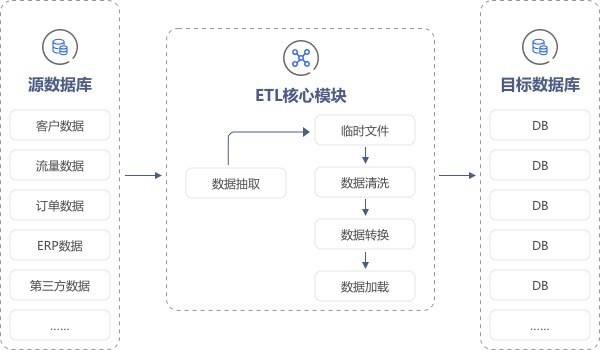 源数据库
客户数据
流量数据
订单数据
ERP数据
第三方数据
......
ETL核心模块
数据抽取
临时文件
数据清洗
数据转换
数据加载
目标数据库
DB
DB
DB
DB
DB
......